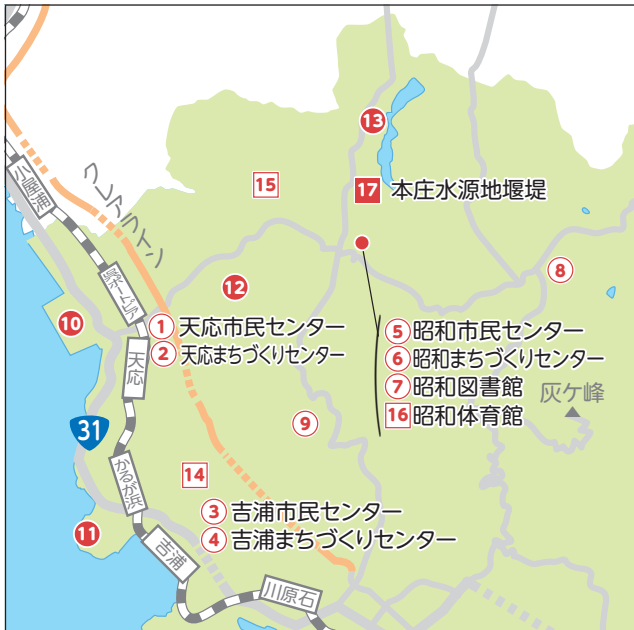 13
15
17 本庄水源地堰堤
小屋浦
クレアライン
8
12
呉ポートピア
10
1 天応市民センター
2 天応まちづくりセンター
天応
5 昭和市民センター
6 昭和まちづくりセンター
7 昭和図書館
16 昭和体育館
灰ケ峰
31
9
かるが浜
14
3 吉浦市民センター
4 吉浦まちづくりセンター
11
吉浦
川原石